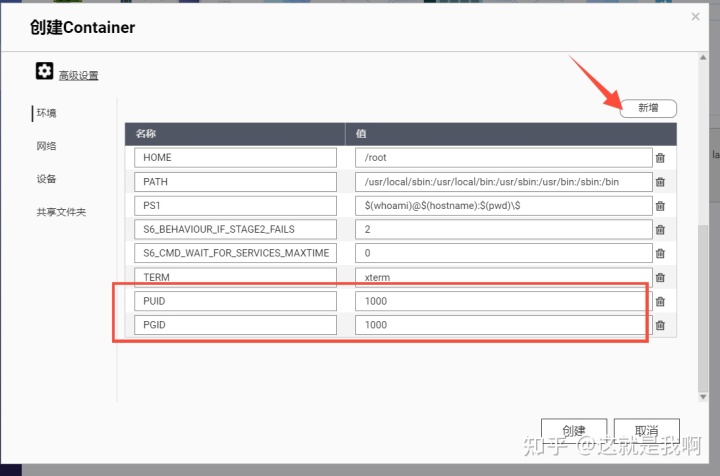 创建Container
高级设置
环境
网络
设备
共享文件夹
新增
名称 值
HOME /root
PATH /usr/local/sbin:/usr/local/bin:/usr/sbin:/usr/bin:/sbin:/bin
PS1 $(whoami)@$(hostname):$(pwd)\$
S6_BEHAVIOUR_IF_STAGE2_FAILS 2
S6_CMD_WAIT_FOR_SERVICES_MAXTIME 0
TERM xterm
PUID 1000
PGID 1000
la
创建 取消
知乎 @这就是我啊